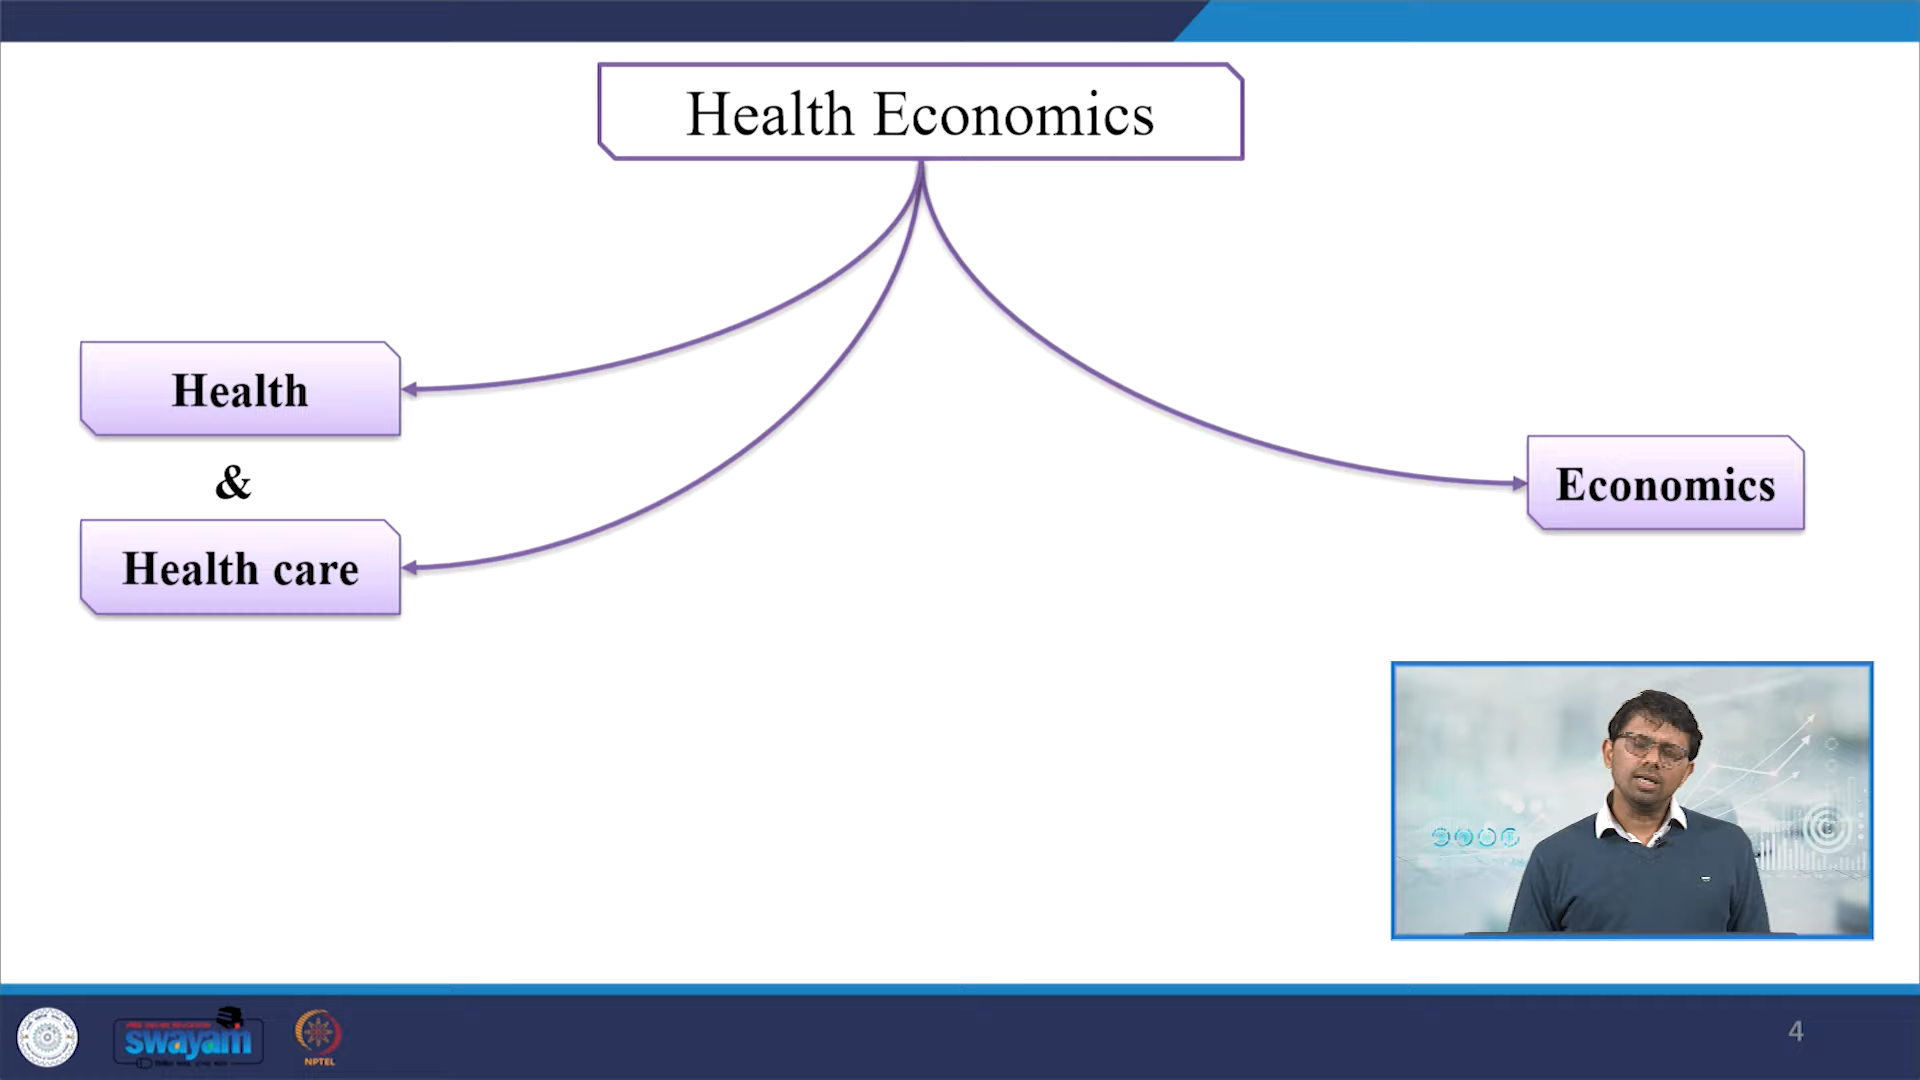 Health Economics
Health
&
Health care
Economics
swayam
NPTEL
4